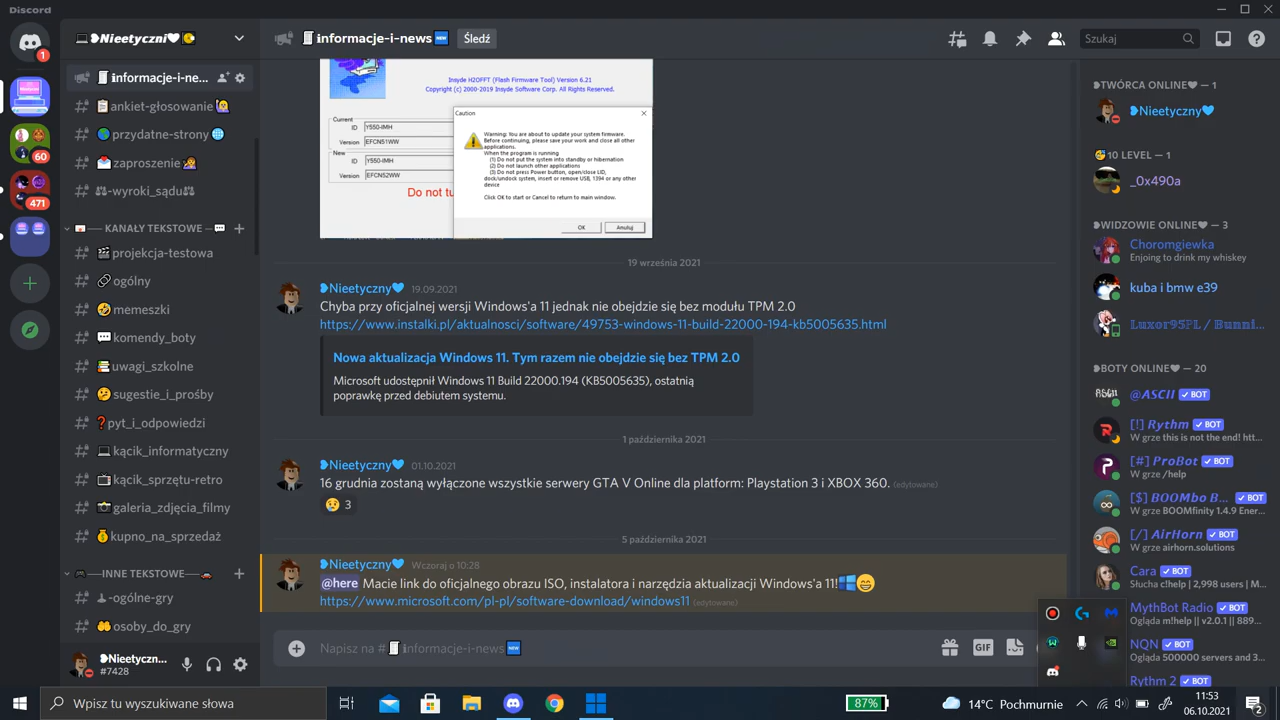 Discord
❥Nieetyczni♥
informacje-i-news NEW
Śledź
Szukaj
1
60
471
informacje-i-ne...
ankiety_głosowanie
przydatne-strony
zaproszenie
INFO KANAŁY TEKSTOWE
projekcja-testowa
ogólny
memeszki
komendy_boty
uwagi_szkolne
sugestie_i_prośby
pyt_i_odpowiedzi
kącik_informatyczny
kącik_sprzętu-retro
galeria_zdjęcia_filmy
kupno_na_sprzedaż
INNE TEKSTOWE
ogólne-gry
osoby_do_gry
❥Nieetyczn...
#7428
Insyde H2OFFT (Flash Firmware Tool) Version 6.21
Copyright (c) 2000-2019 Insyde Software Corp. All Rights Reserved.
Current
ID Y550-IMH
Version EFCN51WW
New
ID Y550-IMH
Version EFCN52WW
Do not tu
Caution
Warning: You are about to update your system firmware.
Before continuing, please save your work and close all other
applications.
When the program is running
(1) Do not put the system into standby or hibernation
(2) Do not launch other applications
(3) Do not press Power button, open/close LID,
dock/undock system, insert or remove USB, 1394 or any other
device
Click OK to start or Cancel to return to main window.
OK
Anuluj
19 września 2021
❥Nieetyczny♥ 19.09.2021
Chyba przy oficjalnej wersji Windows'a 11 jednak nie obejdzie się bez modułu TPM 2.0
https://www.instalki.pl/aktualnosci/software/49753-windows-11-build-22000-194-kb5005635.html
Nowa aktualizacja Windows 11. Tym razem nie obejdzie się bez TPM 2.0
Microsoft udostępnił Windows 11 Build 22000.194 (KB5005635), ostatnią
poprawkę przed debiutem systemu.
1 października 2021
❥Nieetyczny♥ 01.10.2021
16 grudnia zostaną wyłączone wszystkie serwery GTA V Online dla platform: Playstation 3 i XBOX 360. (edytowane)
3
5 października 2021
❥Nieetyczny♥ Wczoraj o 10:28
@here Macie link do oficjalnego obrazu ISO, instalatora i narzędzia aktualizacji Windows'a 11!
https://www.microsoft.com/pl-pl/software-download/windows11 (edytowane)
Napisz na # informacje-i-news NEW
GIF
❥Nieetyczny♥
10 LEVEL — 1
Oskar
❥WIDZOWIE ONLINE♥ — 3
Choromgiewka
Enjoing to drink my whiskey
kuba i bmw e39
Luxor95PL / Bunni...
❥BOTY ONLINE♥ — 20
@ASCII BOT
[!] Rythm BOT
W grze this is not the end! htt...
[#] ProBot BOT
W grze /help
[$] BOOMbo B... BOT
W grze BOOMfinity 1.4.9 Ener...
[/] AirHorn BOT
W grze airhorn.solutions
Cara BOT
Słucha c!help | 2,998 users | M...
MythBot Radio BOT
Ogląda m!help || v2.0.1 || 889...
NQN BOT
Ogląda 500000 servers and 3...
Rythm 2 BOT
Wpisz tu wyszukiwane słowa
87%
14°C Pochmurnie
11:53
06.10.2021
2